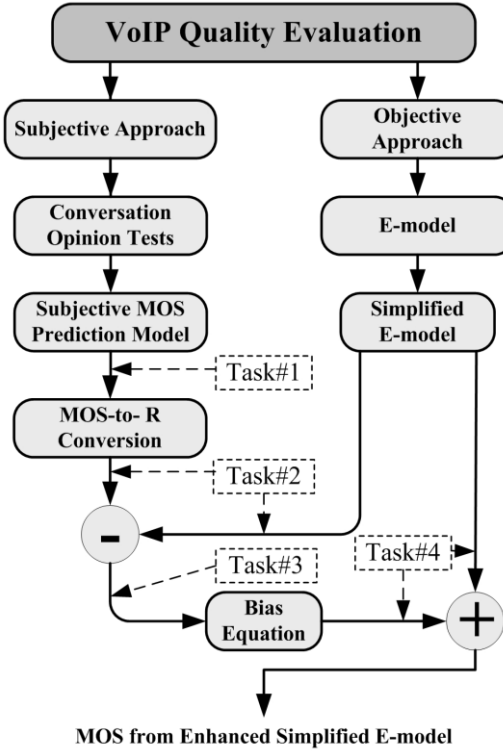 VoIP Quality Evaluation
Subjective Approach
Objective
Approach
Conversation
Opinion Tests
E-model
Subjective MOS
Prediction Model
Simplified
E-model
Task#1
MOS-to- R
Conversion
Task#2
-
Task#3
Task#4
Bias
Equation
+
MOS from Enhanced Simplified E-model